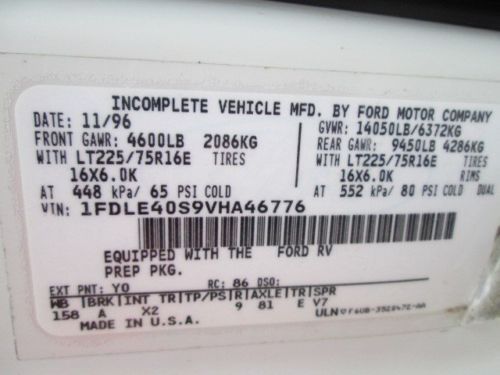 INCOMPLETE VEHICLE MFD. BY FORD MOTOR COMPANY
DATE: 11/96 GVWR: 14050LB/6372KG
FRONT GAWR: 4600LB 2086KG REAR GAWR: 9450LB 4286KG
WITH LT225/75R16E TIRES WITH LT225/75R16E TIRES
16X6.0K 16X6.0K RIMS
AT 448 kPa/ 65 PSI COLD AT 552 kPa/ 80 PSI COLD DUAL
VIN: 1FDLE40S9VHA46776
EQUIPPED WITH THE FORD RV
PREP PKG.
EXT PNT: YO RC: 86 DSO:
WB BRK INT TR TP/PS R AXLE TR SPR
158 A X2 9 81 E V7
MADE IN U.S.A. ULN